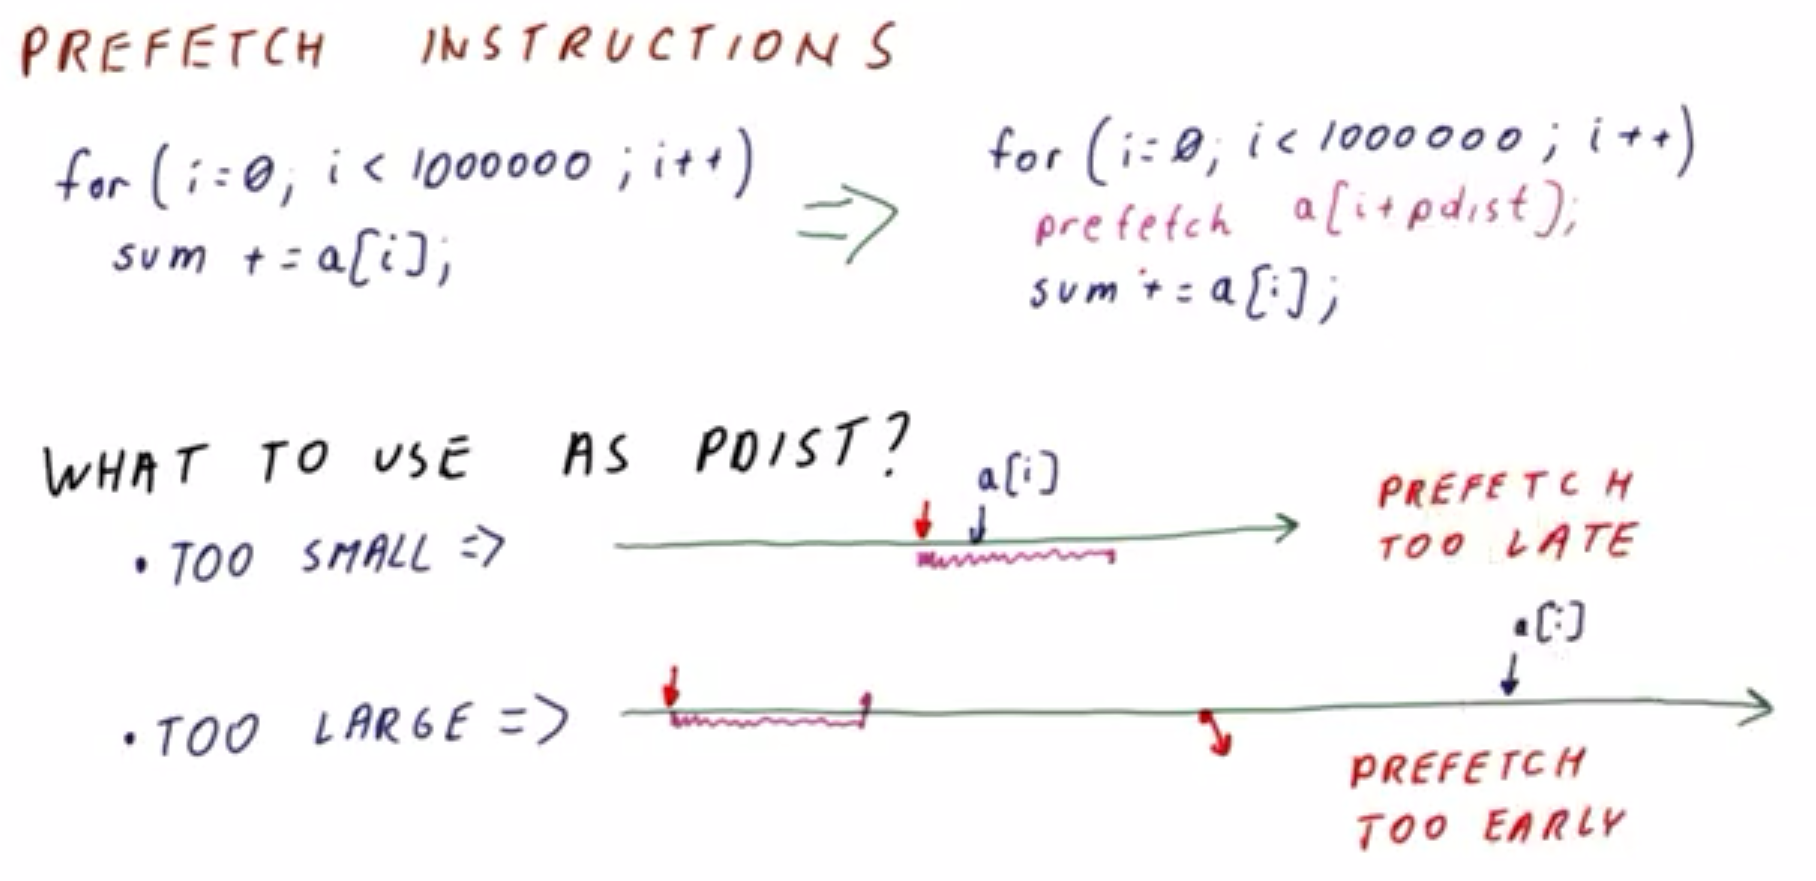 PREFETCH INSTRUCTIONS
for (i=0; i < 1000000 ; i++)
sum += a[i];
=>
for (i=0; i < 1000000 ; i++)
prefetch a[i+pdist];
sum += a[i];
WHAT TO USE AS PDIST?
• TOO SMALL =>
a[i]
PREFETCH
TOO LATE
• TOO LARGE =>
a[i]
PREFETCH
TOO EARLY